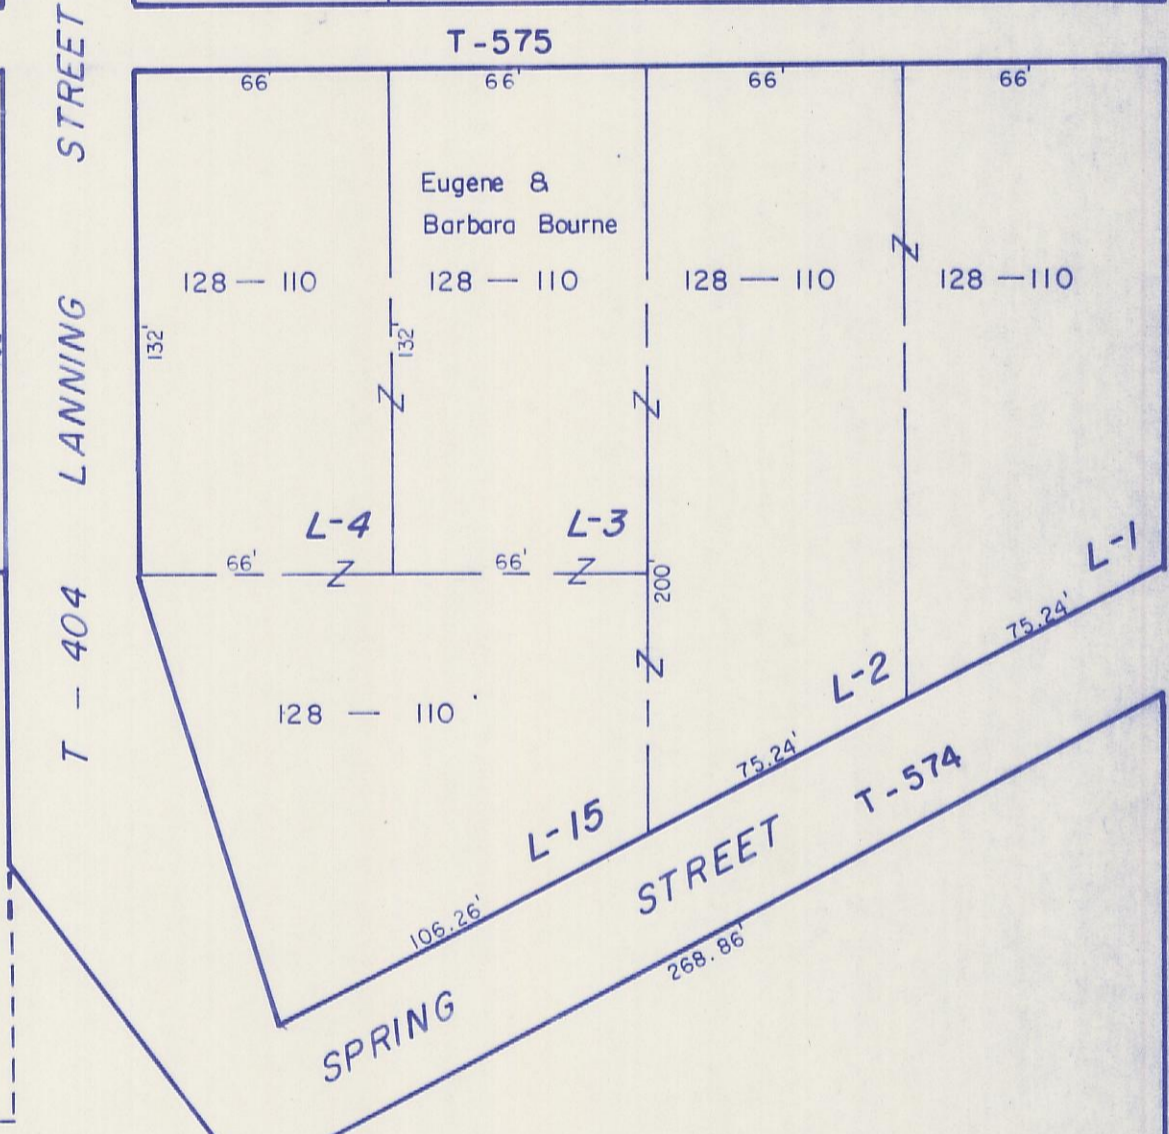 T-575
66'
66'
66'
66'
T - 404 LANNING STREET
Eugene &
Barbara Bourne
128 — 110
128 — 110
128 — 110
128 — 110
132'
132'
Z
Z
Z
Z
L-4
L-3
66'
Z
66'
Z
200'
L-1
75.24'
Z
L-2
128 — 110
75.24'
L-15
106.26'
SPRING STREET T-574
268.86'